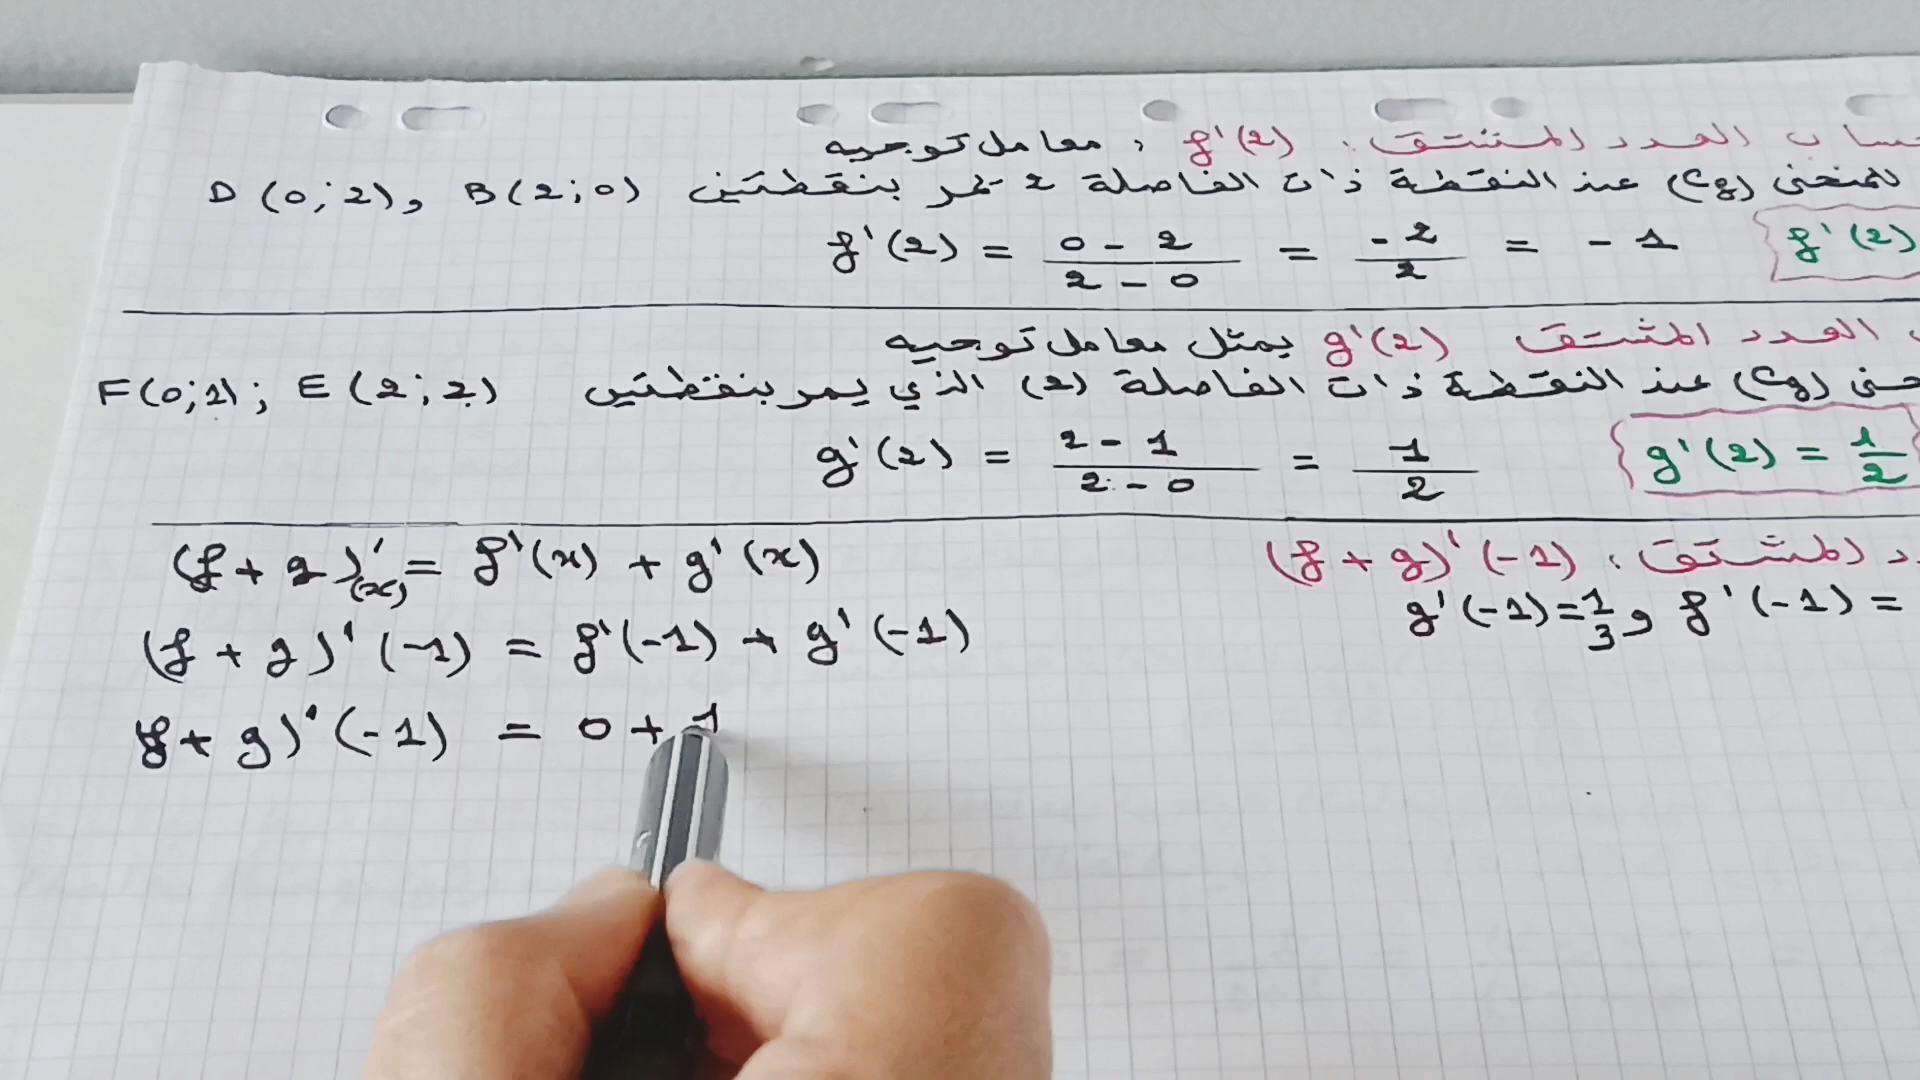 حساب العدد المشتق : f'(2) ، معامل توجيه
للمنحنى (Cf) عند النقطة ذات الفاصلة 2 يمر بنقطتين B(2;0) و D(0;2)
f'(2) = (0-2)/(2-0) = -2/2 = -1 f'(2)
العدد المشتق g'(2) يمثل معامل توجيه
(Cg) عند النقطة ذات الفاصلة (2) الذي يمر بنقطتين E(2;2) ; F(0;1)
g'(2) = (2-1)/(2-0) = 1/2 g'(2) = 1/2
المشتق : (f+g)'(-1)
(f+g)'(x) = f'(x) + g'(x)
g'(-1) = 1/3 و f'(-1) =
(f+g)'(-1) = f'(-1) + g'(-1)
(f+g)'(-1) = 0 + 1